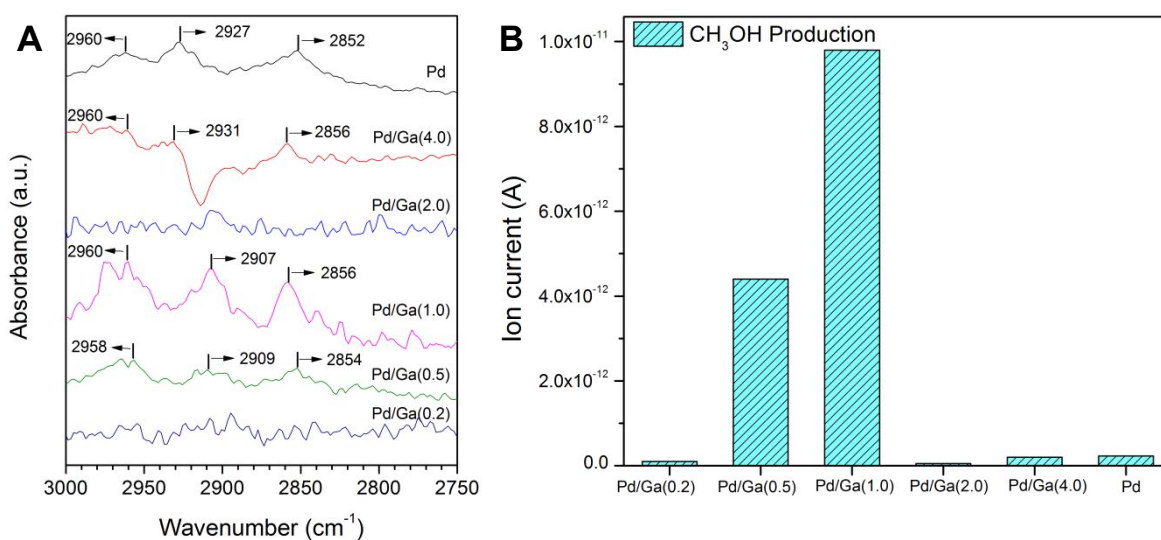 A
2960
2927
2852
Pd
2960
2931
2856
Pd/Ga(4.0)
Pd/Ga(2.0)
2960
2907
2856
Pd/Ga(1.0)
2958
2909
2854
Pd/Ga(0.5)
Pd/Ga(0.2)
Absorbance (a.u.)
3000 2950 2900 2850 2800 2750
Wavenumber (cm⁻¹)
B
CH₃OH Production
1.0x10⁻¹¹
8.0x10⁻¹²
6.0x10⁻¹²
4.0x10⁻¹²
2.0x10⁻¹²
0.0
Ion current (A)
Pd/Ga(0.2) Pd/Ga(0.5) Pd/Ga(1.0) Pd/Ga(2.0) Pd/Ga(4.0) Pd